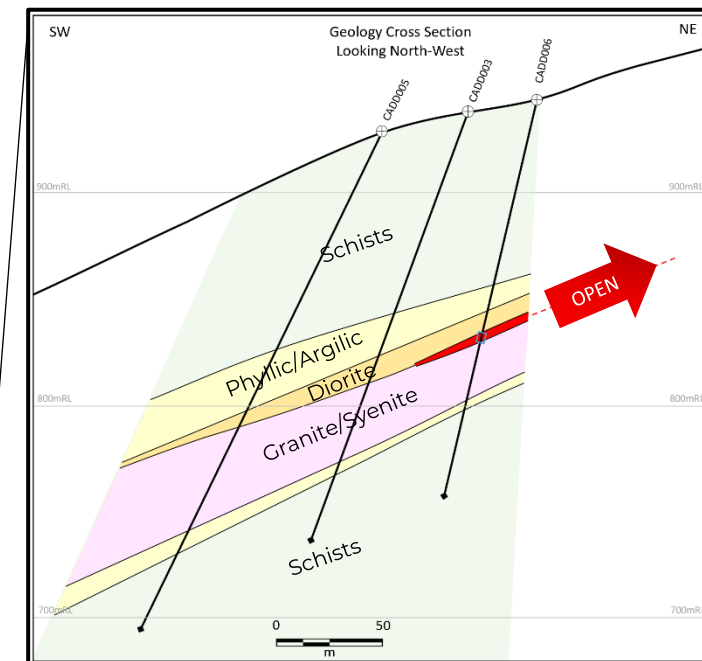 SW
Geology Cross Section
Looking North-West
NE
CADD005
CADD003
CADD006
900mRL
900mRL
Schists
OPEN
Phyllic/Argilic
Diorite
800mRL
800mRL
Granite/Syenite
Schists
700mRL
700mRL
0 50
m